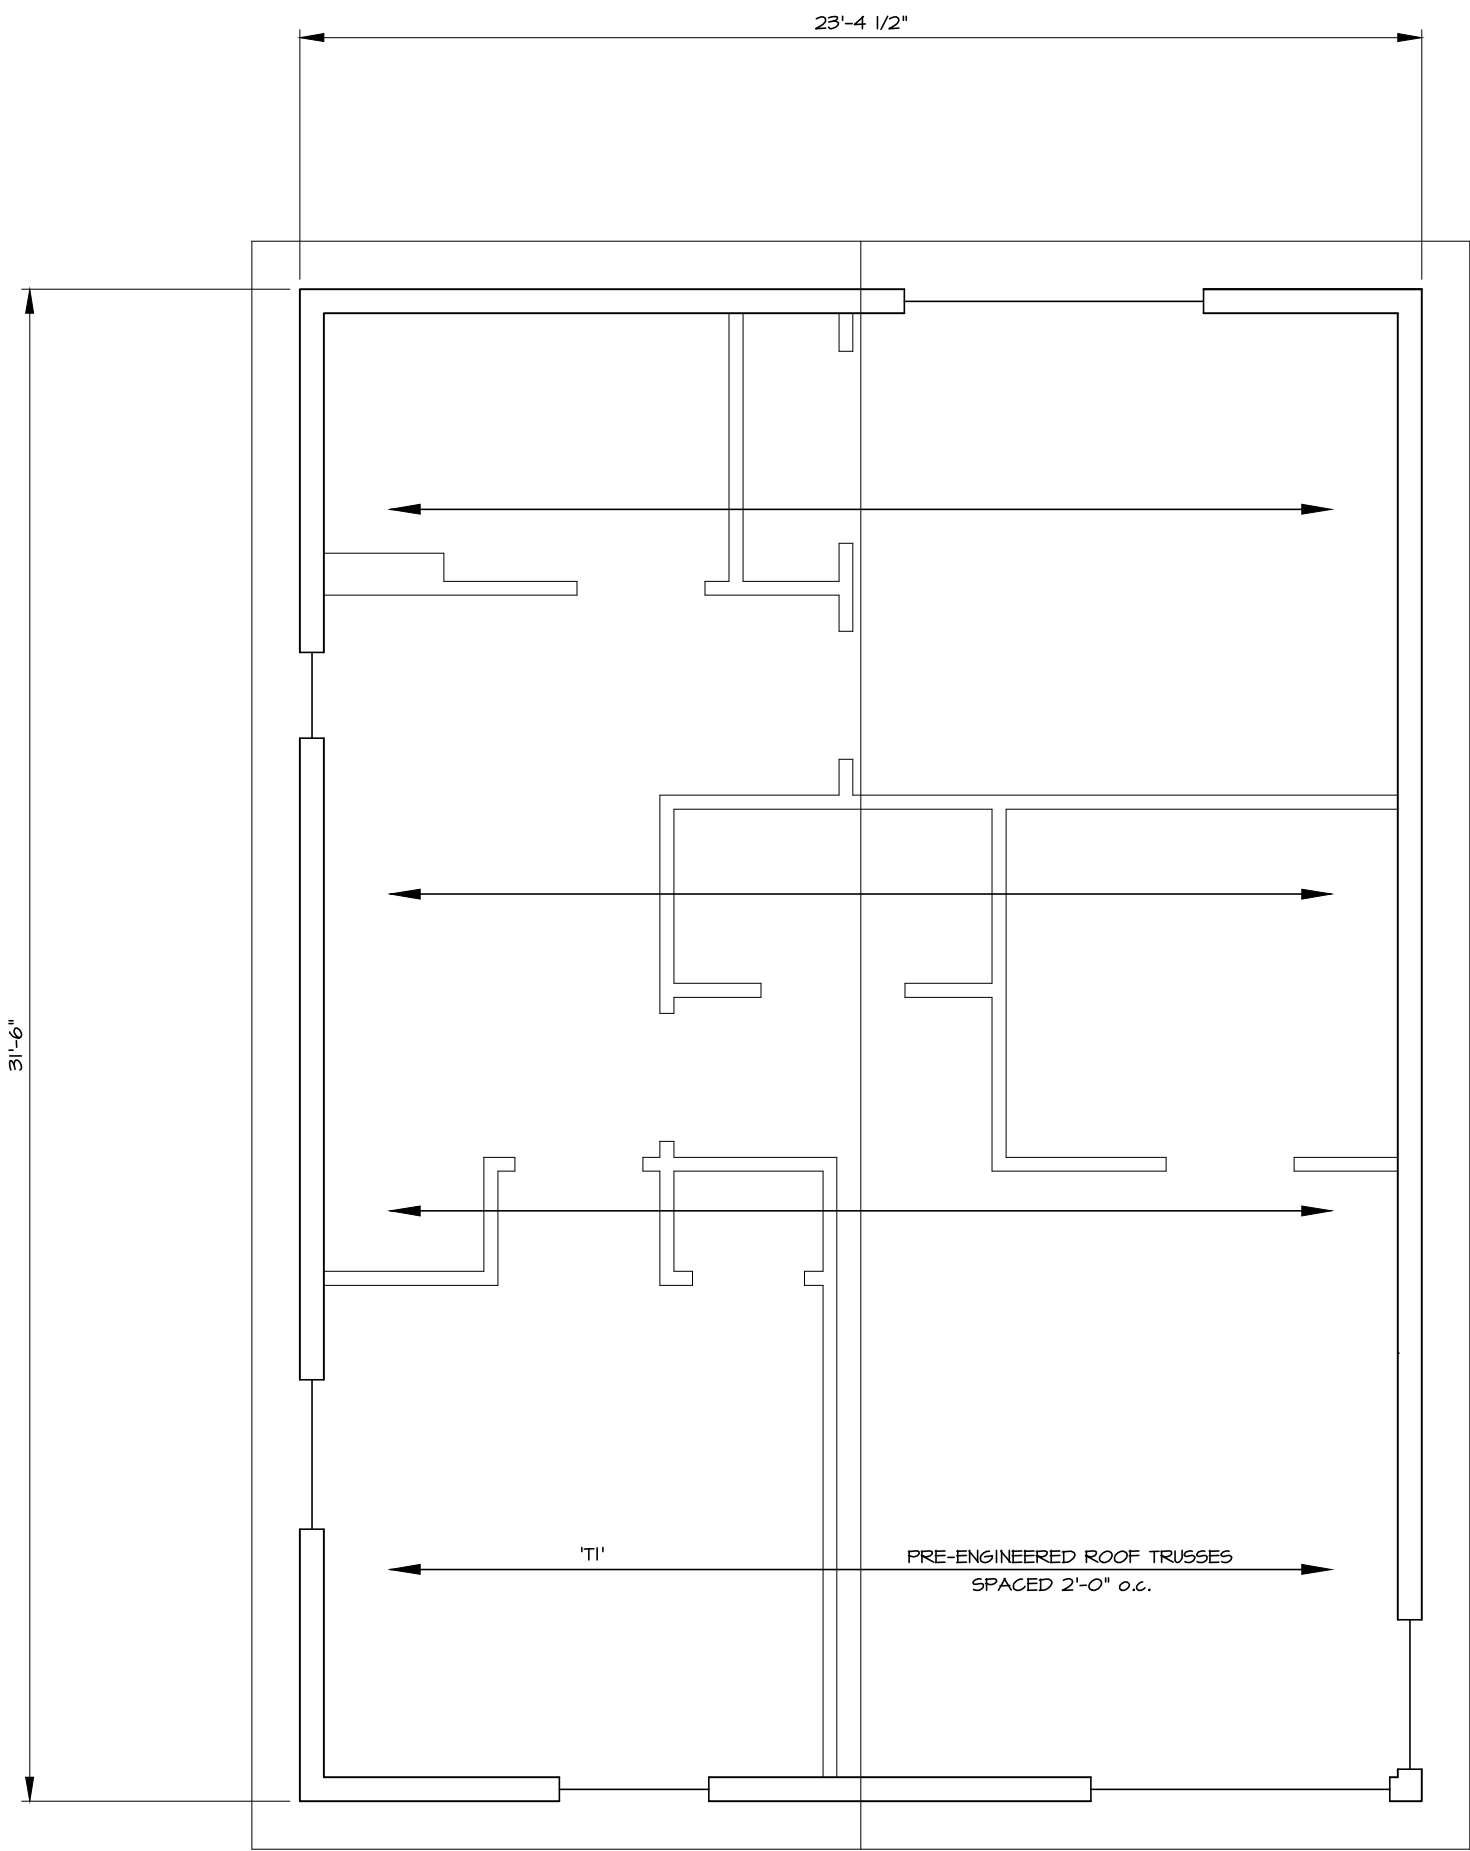 23'-4 1/2"
31'-6"
'T1'
PRE-ENGINEERED ROOF TRUSSES
SPACED 2'-0" o.c.